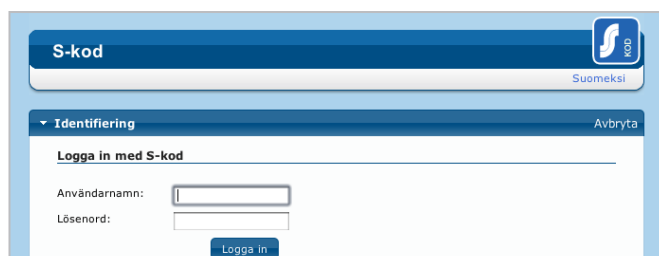 S-kod
KOD
Suomeksi
Identifiering
Avbryta
Logga in med S-kod
Användarnamn:
Lösenord:
Logga in